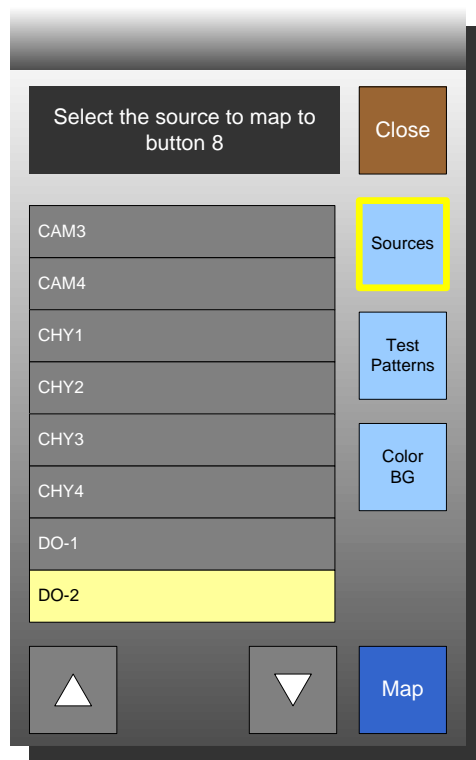 Select the source to map to
button 8
Close
CAM3
CAM4
CHY1
CHY2
CHY3
CHY4
DO-1
DO-2
Sources
Test
Patterns
Color
BG
Map